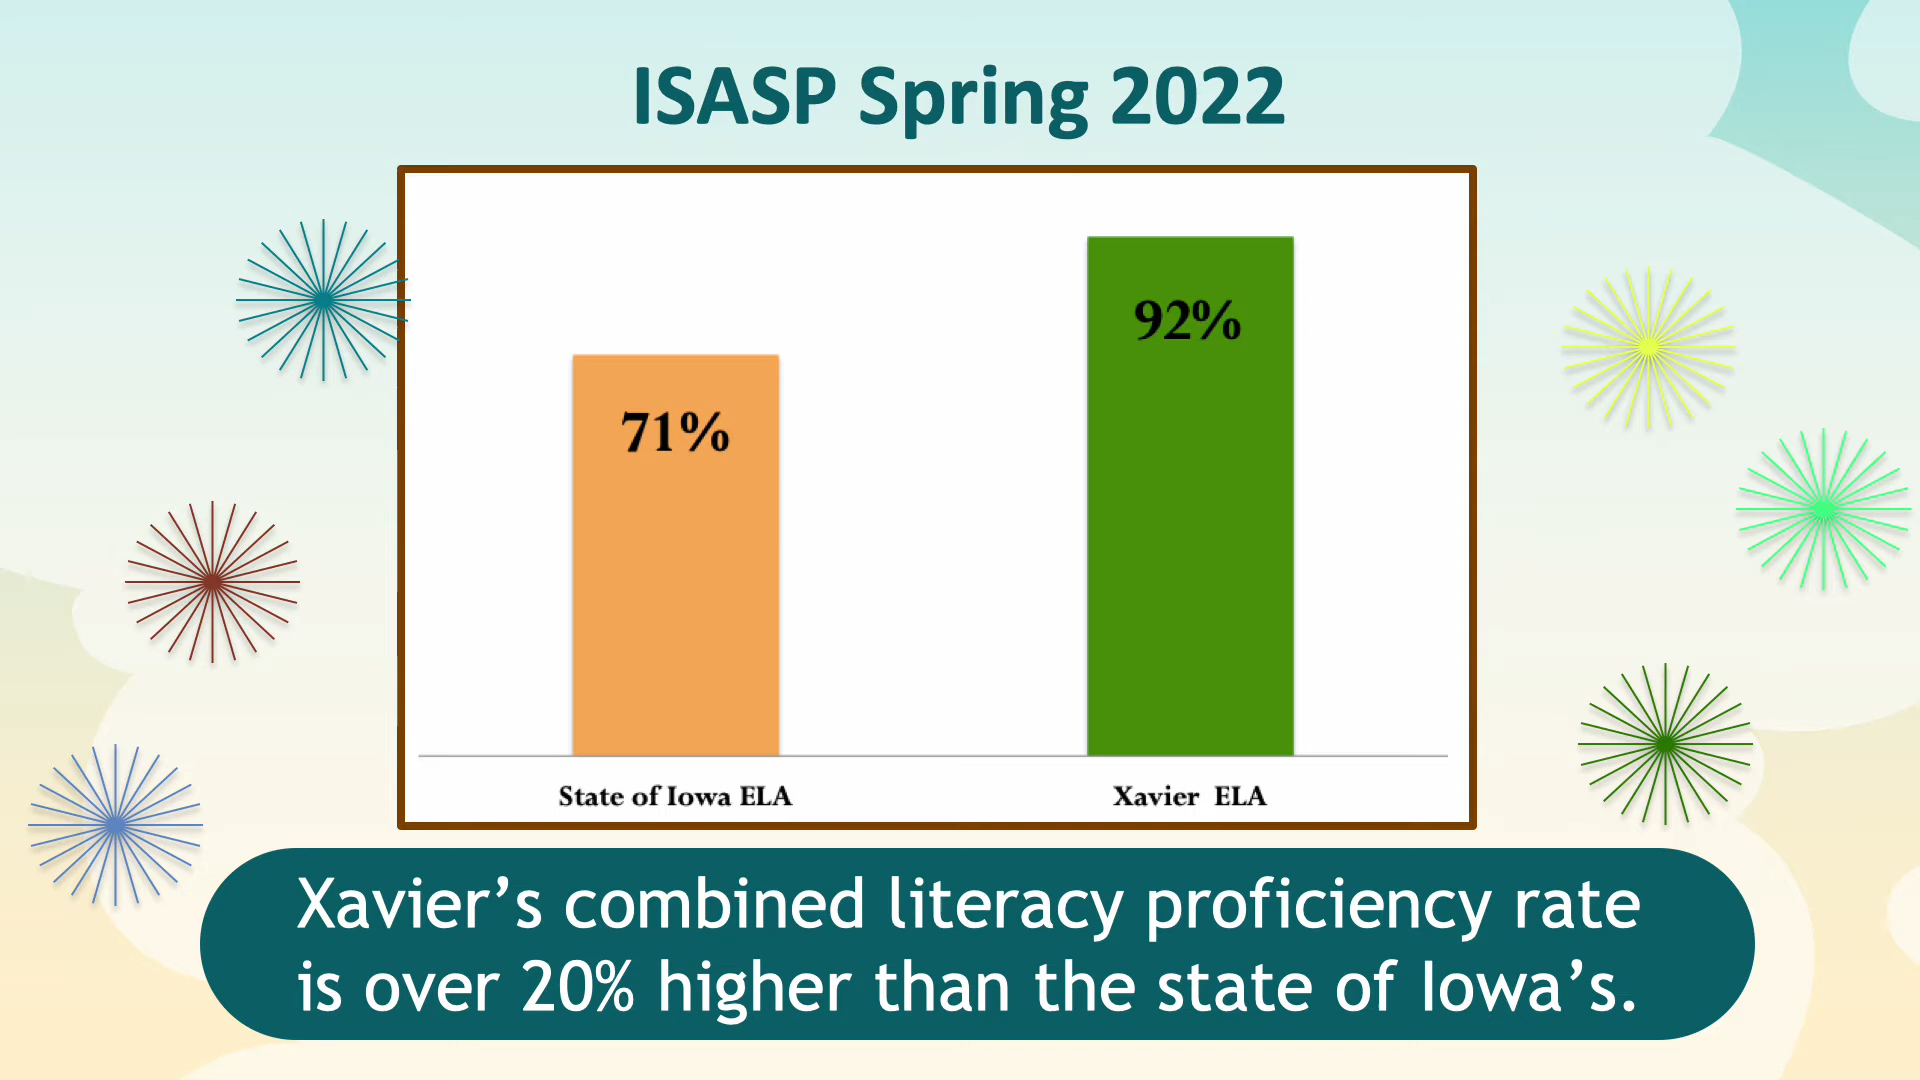 ISASP Spring 2022
92%
71%
State of Iowa ELA
Xavier ELA
Xavier’s combined literacy proficiency rate
is over 20% higher than the state of Iowa’s.